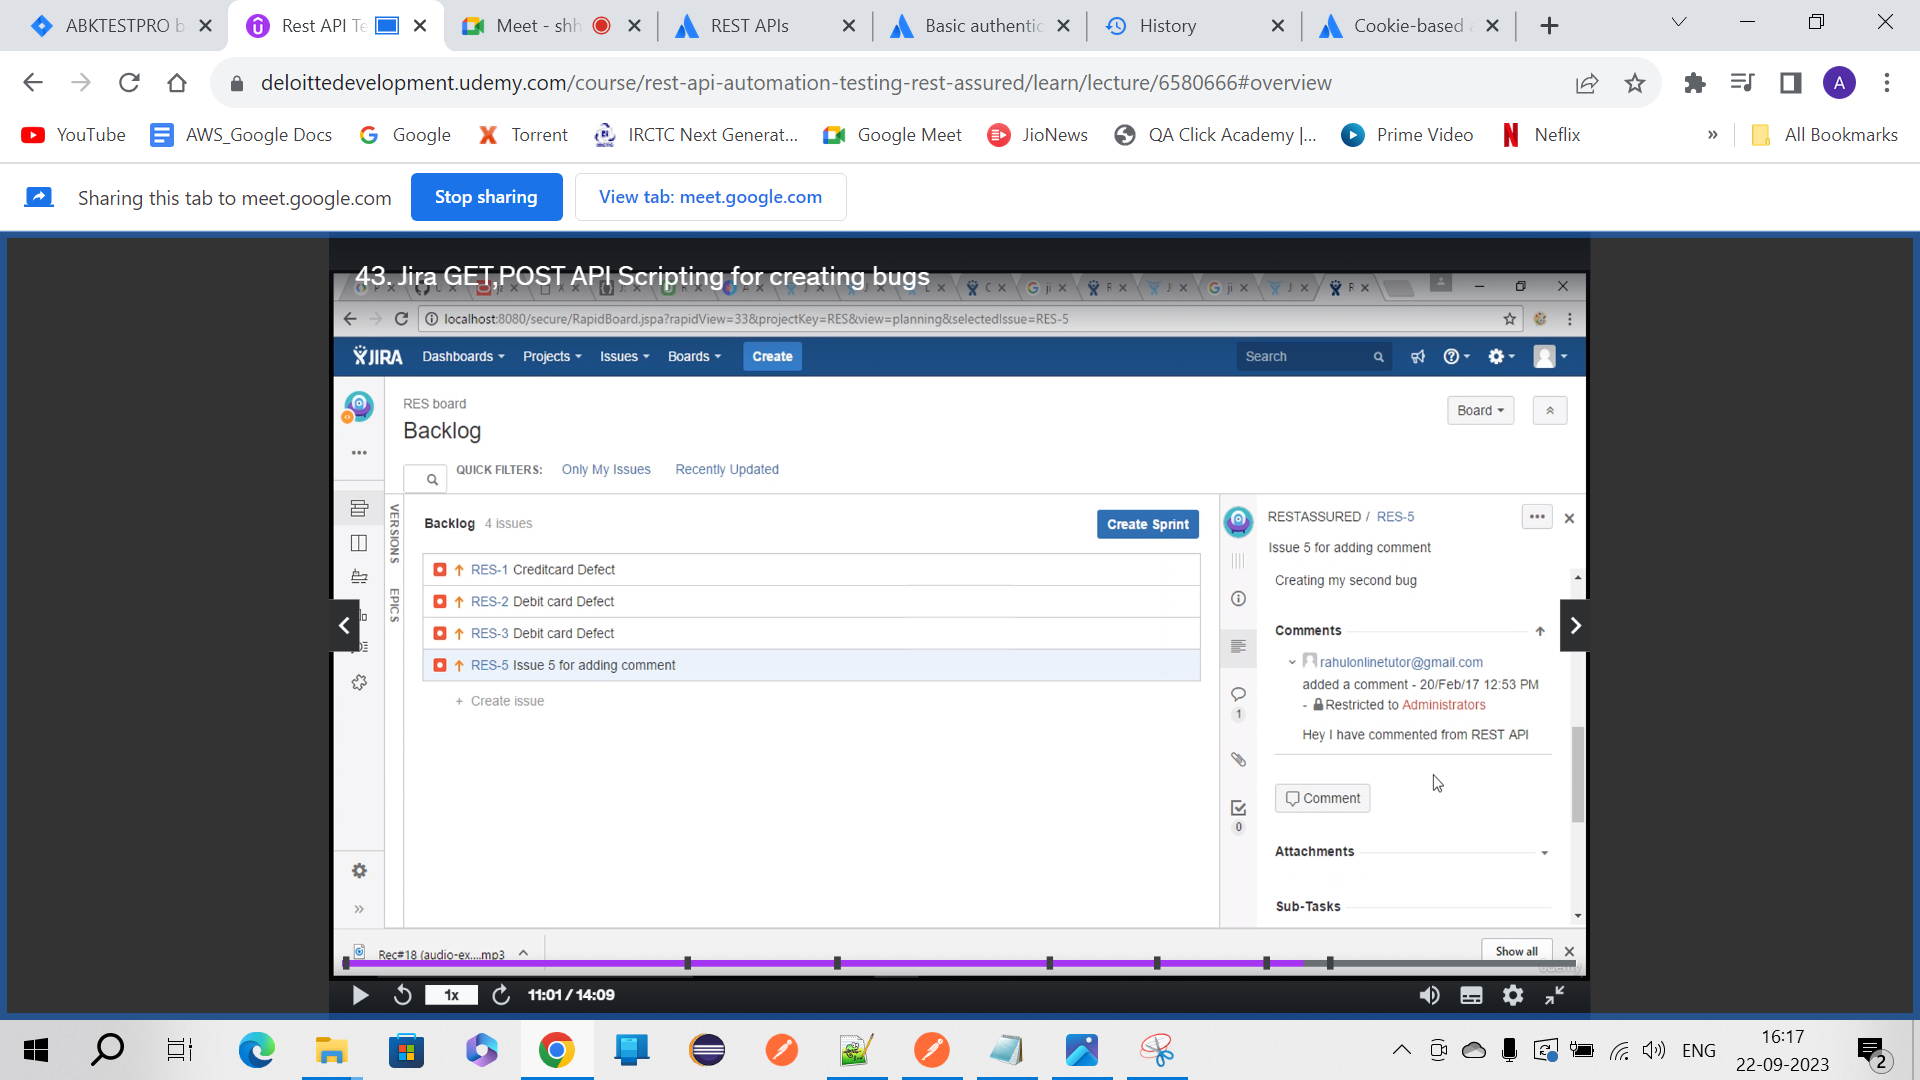 ABKTESTPRO b
Rest API Te
Meet - shh
REST APIs
Basic authentic
History
Cookie-based a
deloittedevelopment.udemy.com/course/rest-api-automation-testing-rest-assured/learn/lecture/6580666#overview
A
YouTube
AWS_Google Docs
Google
Torrent
IRCTC Next Generat...
Google Meet
JioNews
QA Click Academy |...
Prime Video
Neflix
»
All Bookmarks
Sharing this tab to meet.google.com
Stop sharing
View tab: meet.google.com
43. Jira GET,POST API Scripting for creating bugs
localhost:8080/secure/RapidBoard.jspa?rapidView=33&projectKey=RES&view=planning&selectedIssue=RES-5
JIRA
Dashboards
Projects
Issues
Boards
Create
Search
RES board
Backlog
Board
QUICK FILTERS:
Only My Issues
Recently Updated
VERSIONS
EPICS
Backlog 4 issues
Create Sprint
RES-1 Creditcard Defect
RES-2 Debit card Defect
RES-3 Debit card Defect
RES-5 Issue 5 for adding comment
+ Create issue
RESTASSURED / RES-5
Issue 5 for adding comment
Creating my second bug
Comments
rahulonlinetutor@gmail.com
added a comment - 20/Feb/17 12:53 PM
- Restricted to Administrators
Hey I have commented from REST API
1
Comment
0
Attachments
Sub-Tasks
Rec#18 (audio-ex....mp3
Show all
1x
11:01 / 14:09
ENG
16:17
22-09-2023
2